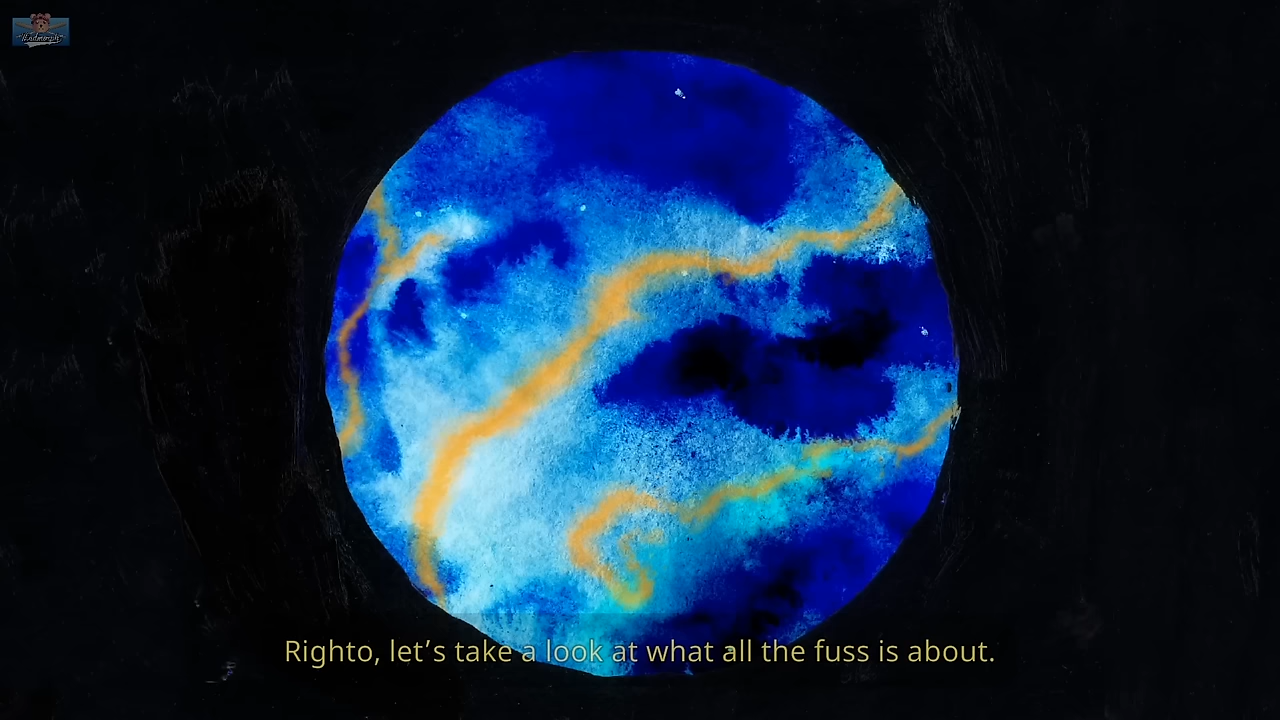 Righto, let’s take a look at what all the fuss is about.